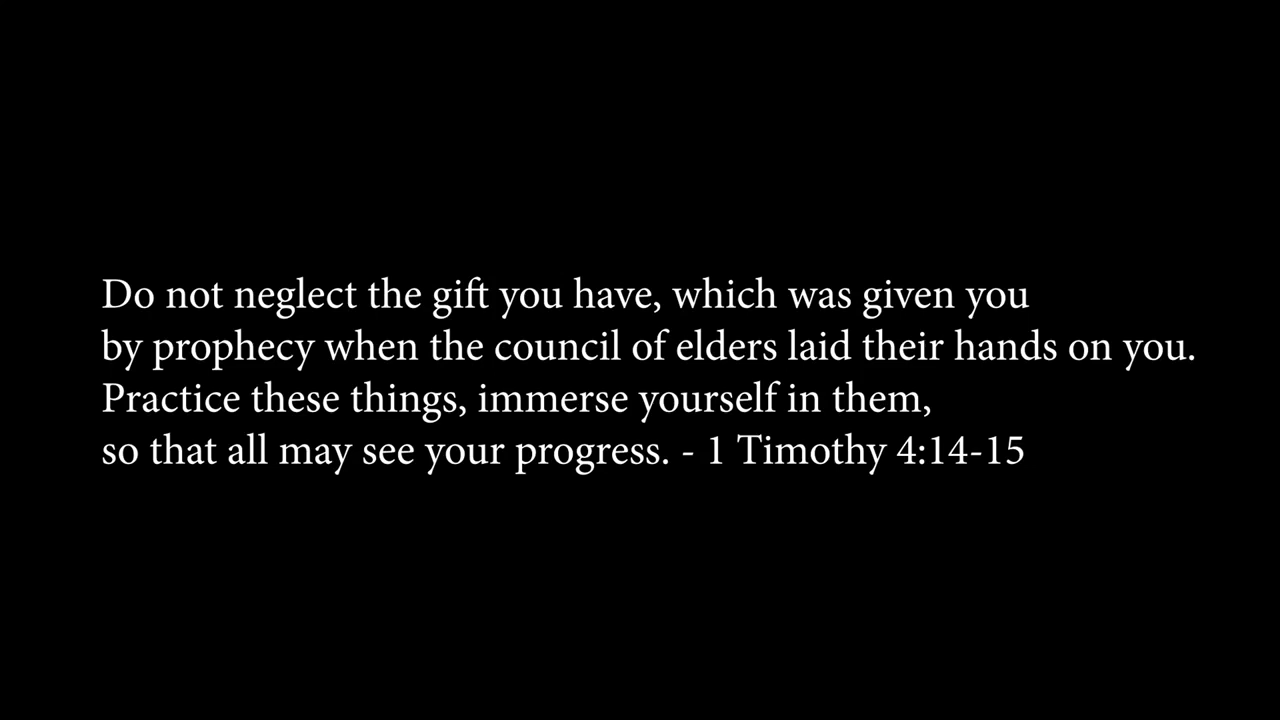 Do not neglect the gift you have, which was given you
by prophecy when the council of elders laid their hands on you.
Practice these things, immerse yourself in them,
so that all may see your progress. - 1 Timothy 4:14-15